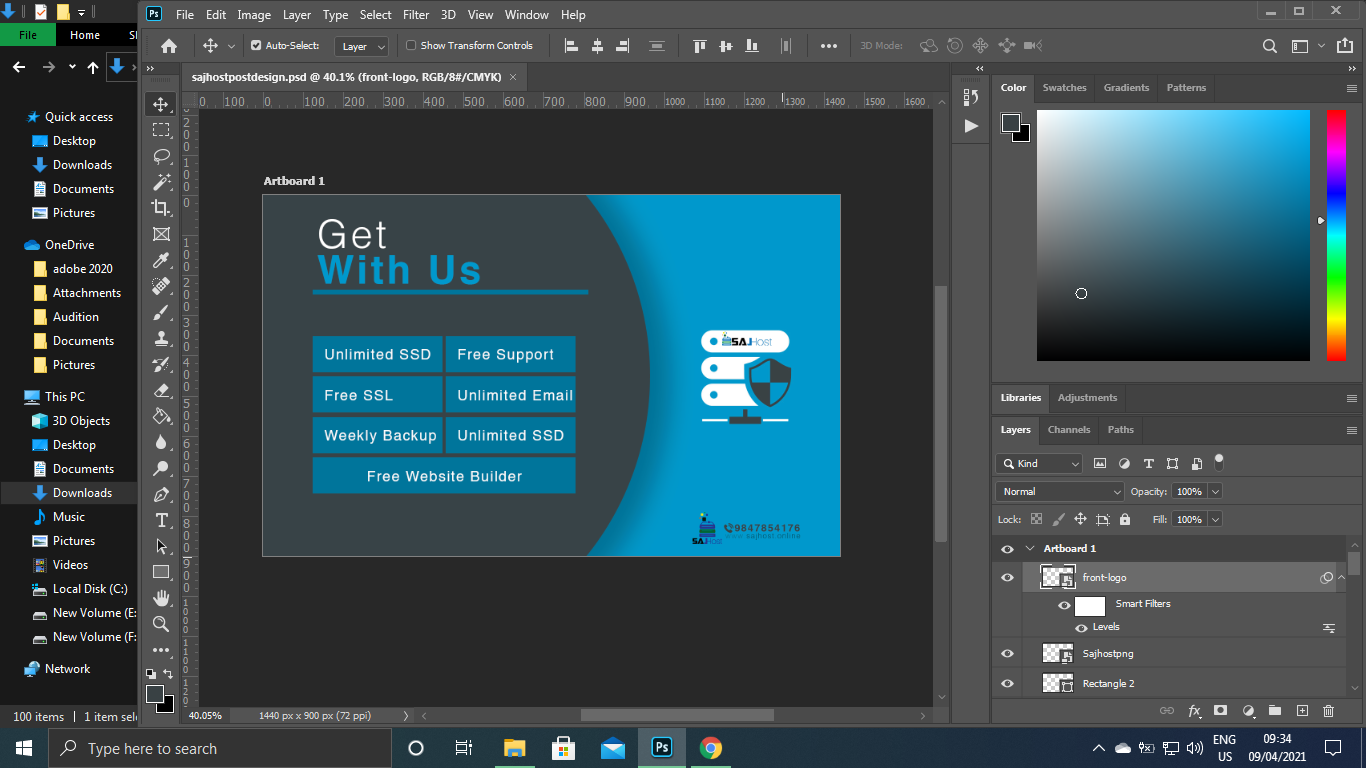 File Edit Image Layer Type Select Filter 3D View Window Help
File Home
Auto-Select: Layer Show Transform Controls 3D Mode:
sajhostpostdesign.psd @ 40.1% (front-logo, RGB/8#/CMYK)
0 100 0 100 200 300 400 500 600 700 800 900 1000 1100 1200 1300 1400 1500 1600
Quick access
Desktop
Downloads
Documents
Pictures
OneDrive
adobe 2020
Attachments
Audition
Documents
Pictures
This PC
3D Objects
Desktop
Documents
Downloads
Music
Pictures
Videos
Local Disk (C:)
New Volume (E:
New Volume (F:
Network
100 items 1 item sele
Artboard 1
Get
With Us
Unlimited SSD Free Support
Free SSL Unlimited Email
Weekly Backup Unlimited SSD
Free Website Builder
SAJHost
9847854176
www.sajhost.online
SAJHost
40.05% 1440 px x 900 px (72 ppi)
Color Swatches Gradients Patterns
Libraries Adjustments
Layers Channels Paths
Kind
Normal Opacity: 100%
Lock: Fill: 100%
Artboard 1
front-logo
Smart Filters
Levels
Sajhostpng
Rectangle 2
fx
Type here to search
Ps
ENG
US
09:34
09/04/2021